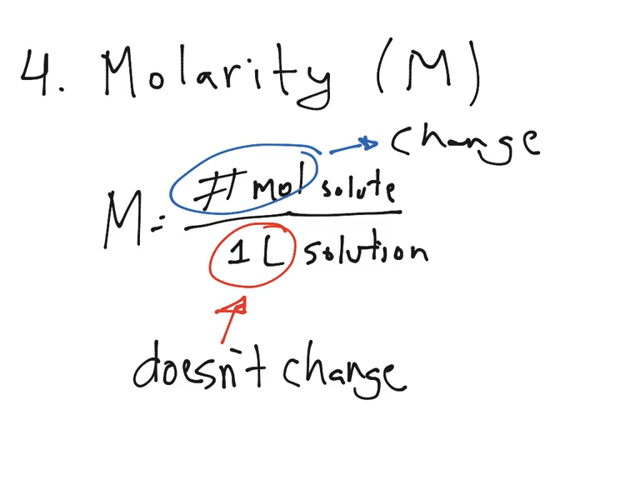 4. Molarity (M)
change
M = # mol solute
1 L solution
doesn't change